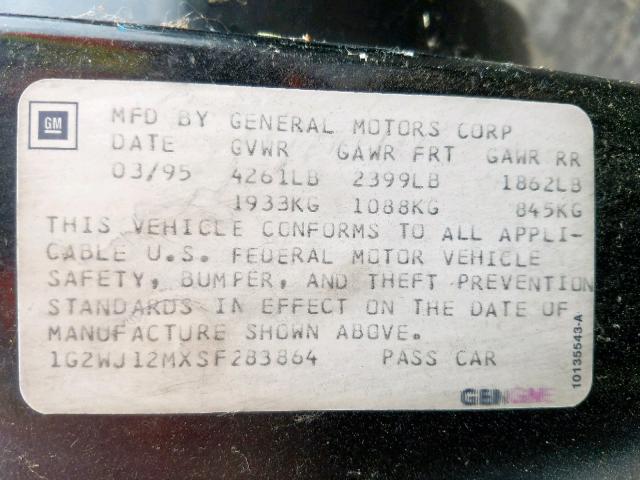 GM
MFD BY GENERAL MOTORS CORP
DATE GVWR GAWR FRT GAWR RR
03/95 4261LB 2399LB 1862LB
1933KG 1088KG 845KG
THIS VEHICLE CONFORMS TO ALL APPLI-
CABLE U.S. FEDERAL MOTOR VEHICLE
SAFETY, BUMPER, AND THEFT PREVENTION
STANDARDS IN EFFECT ON THE DATE OF
MANUFACTURE SHOWN ABOVE.
1G2WJ12MXSF283864 PASS CAR
10135543-A